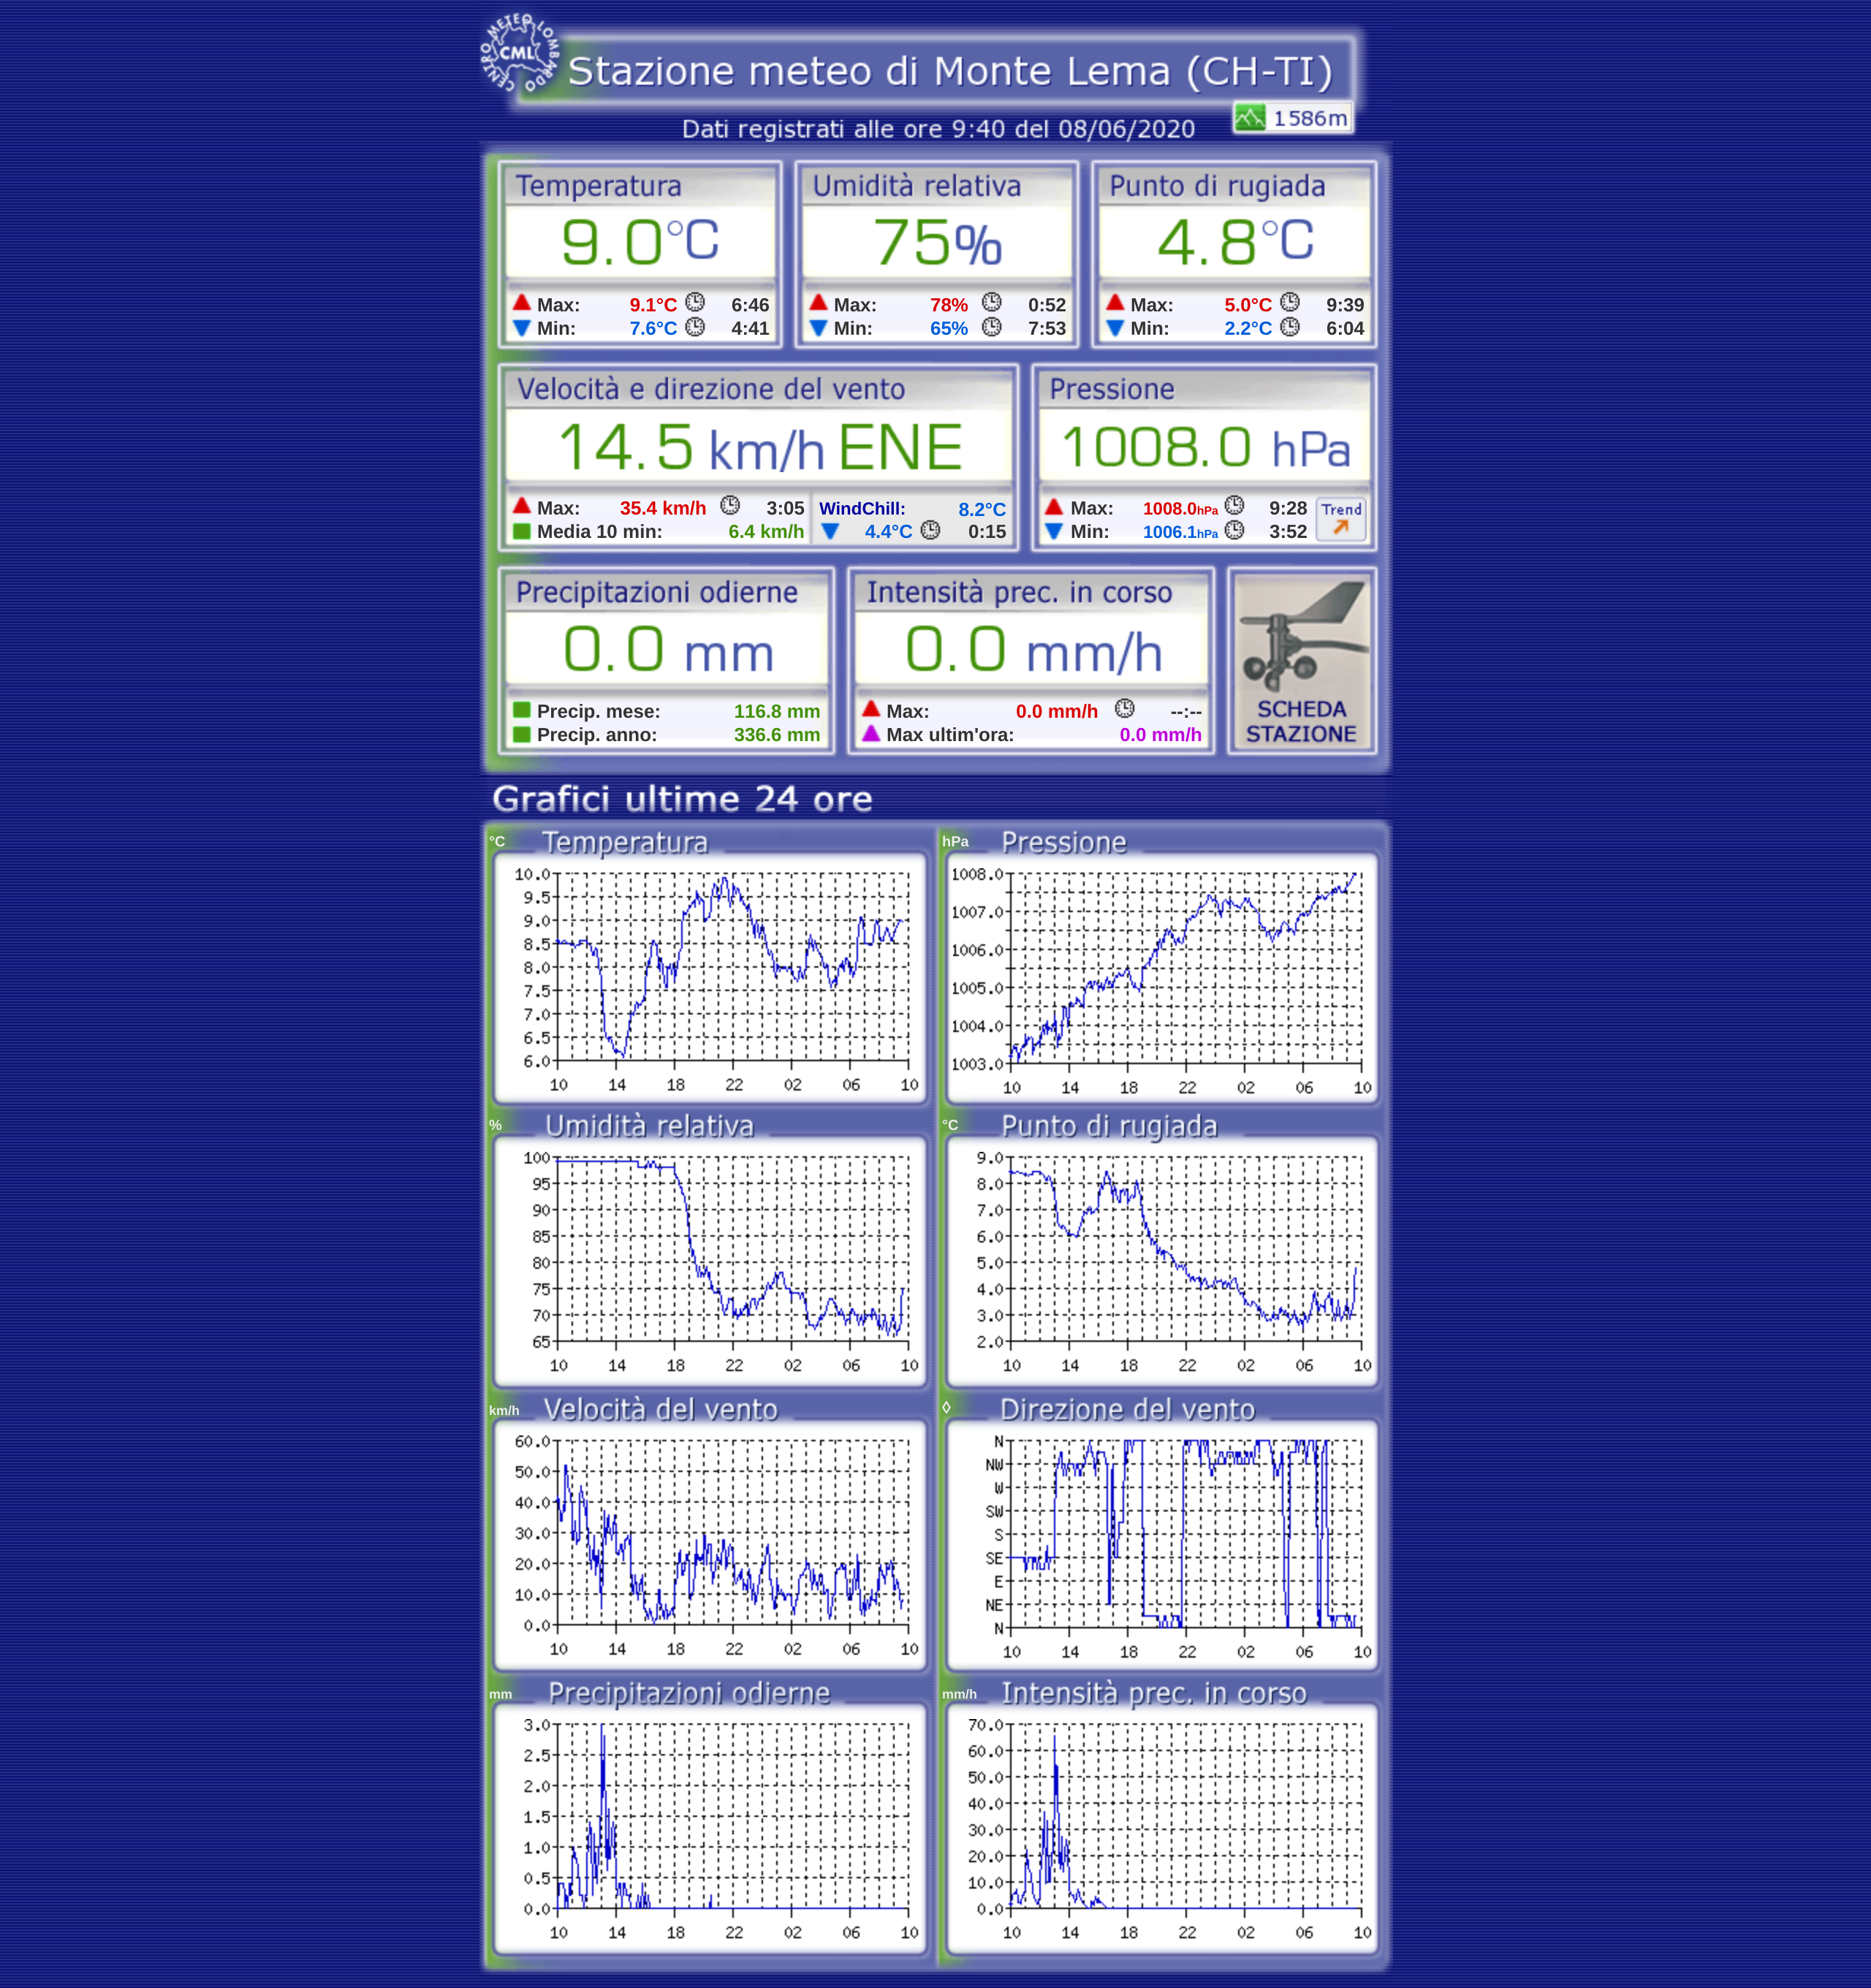 CENTRO METEO LOMBARDO
CML
Stazione meteo di Monte Lema (CH-TI)
1586m
Dati registrati alle ore 9:40 del 08/06/2020
Temperatura Umidità relativa Punto di rugiada
9.0°C 75% 4.8°C
Max: 9.1°C 6:46 Max: 78% 0:52 Max: 5.0°C 9:39
Min: 7.6°C 4:41 Min: 65% 7:53 Min: 2.2°C 6:04
Velocità e direzione del vento Pressione
14.5 km/h ENE 1008.0 hPa
Max: 35.4 km/h 3:05 WindChill: 8.2°C Max: 1008.0hPa 9:28 Trend
Media 10 min: 6.4 km/h 4.4°C 0:15 Min: 1006.1hPa 3:52
Precipitazioni odierne Intensità prec. in corso
0.0 mm 0.0 mm/h
Precip. mese: 116.8 mm Max: 0.0 mm/h --:-- SCHEDA
Precip. anno: 336.6 mm Max ultim'ora: 0.0 mm/h STAZIONE
Grafici ultime 24 ore
°C Temperatura
10.0
9.5
9.0
8.5
8.0
7.5
7.0
6.5
6.0
10 14 18 22 02 06 10
hPa Pressione
1008.0
1007.0
1006.0
1005.0
1004.0
1003.0
10 14 18 22 02 06 10
% Umidità relativa
100
95
90
85
80
75
70
65
10 14 18 22 02 06 10
°C Punto di rugiada
9.0
8.0
7.0
6.0
5.0
4.0
3.0
2.0
10 14 18 22 02 06 10
km/h Velocità del vento
60.0
50.0
40.0
30.0
20.0
10.0
0.0
10 14 18 22 02 06 10
◊ Direzione del vento
N
NW
W
SW
S
SE
E
NE
N
10 14 18 22 02 06 10
mm Precipitazioni odierne
3.0
2.5
2.0
1.5
1.0
0.5
0.0
10 14 18 22 02 06 10
mm/h Intensità prec. in corso
70.0
60.0
50.0
40.0
30.0
20.0
10.0
0.0
10 14 18 22 02 06 10